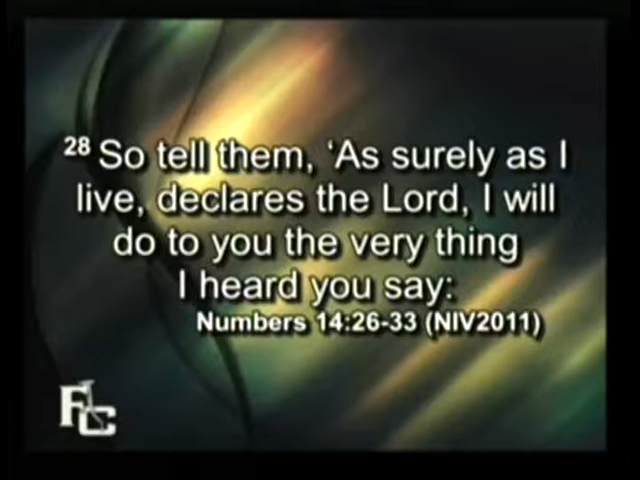 28 So tell them, ‘As surely as I
live, declares the Lord, I will
do to you the very thing
I heard you say:
Numbers 14:26-33 (NIV2011)
FLC